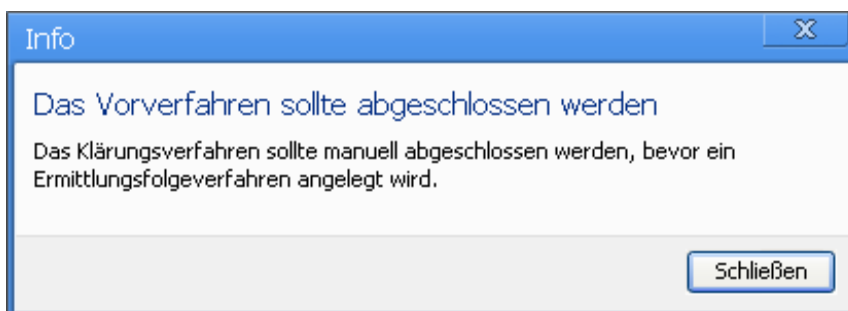 Info
Das Vorverfahren sollte abgeschlossen werden
Das Klärungsverfahren sollte manuell abgeschlossen werden, bevor ein
Ermittlungsfolgeverfahren angelegt wird.
Schließen